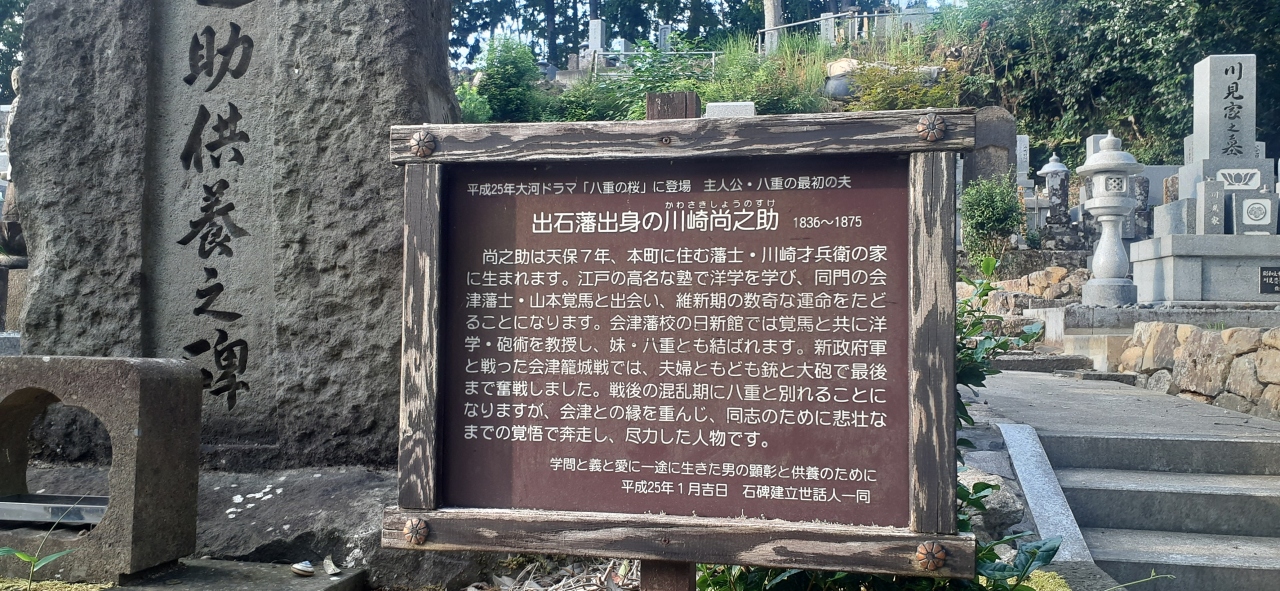 助供養之碑
平成25年大河ドラマ「八重の桜」に登場 主人公・八重の最初の夫
かわさきしょうのすけ
出石藩出身の川崎尚之助 1836~1875
尚之助は天保7年、本町に住む藩士・川崎才兵衛の家
に生まれます。江戸の高名な塾で洋学を学び、同門の会
津藩士・山本覚馬と出会い、維新期の数奇な運命をたど
ることになります。会津藩校の日新館では覚馬と共に洋
学・砲術を教授し、妹・八重とも結ばれます。新政府軍
と戦った会津籠城戦では、夫婦ともども銃と大砲で最後
まで奮戦しました。戦後の混乱期に八重と別れることに
なりますが、会津との縁を重んじ、同志のために悲壮な
までの覚悟で奔走し、尽力した人物です。
学問と義と愛に一途に生きた男の顕彰と供養のために
平成25年1月吉日 石碑建立世話人一同
川見家之墓